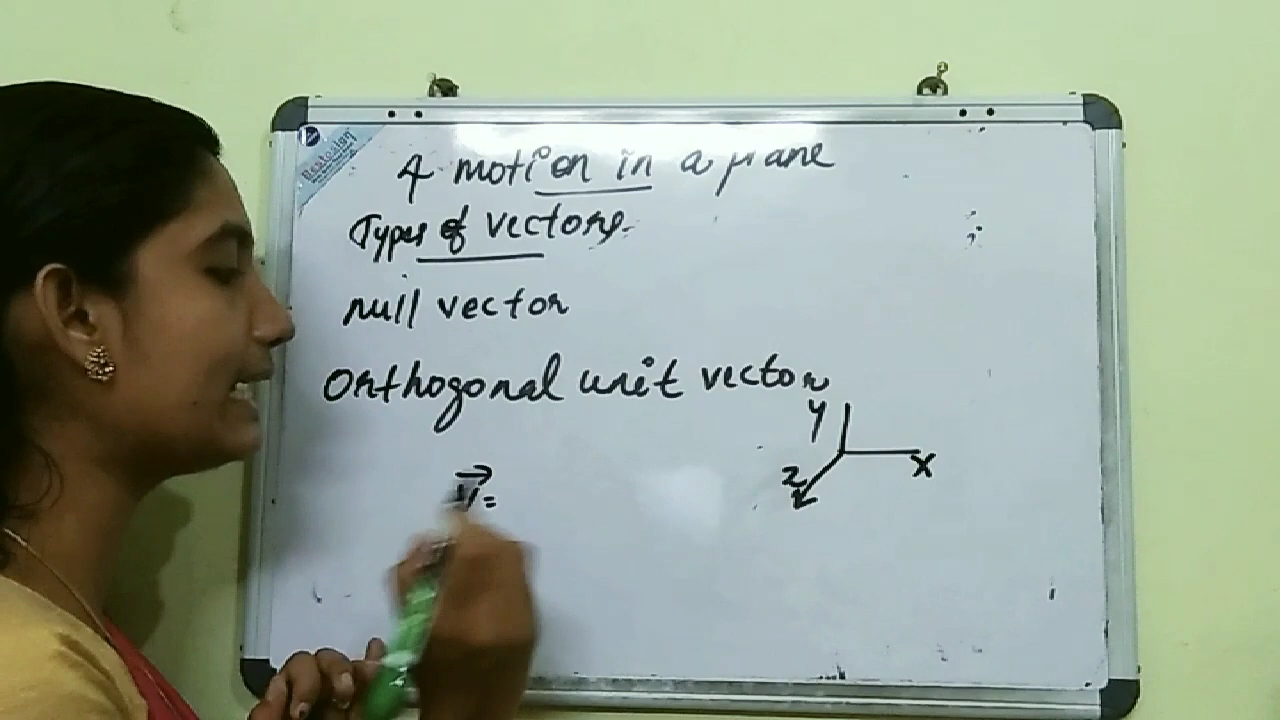 4 motion in a plane
Types of vectors
null vector
Orthogonal unit vector
Y
X
Z